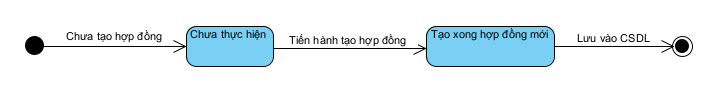 Chưa tạo hợp đồng
Chưa thực hiện
Tiến hành tạo hợp đồng
Tạo xong hợp đồng mới
Lưu vào CSDL